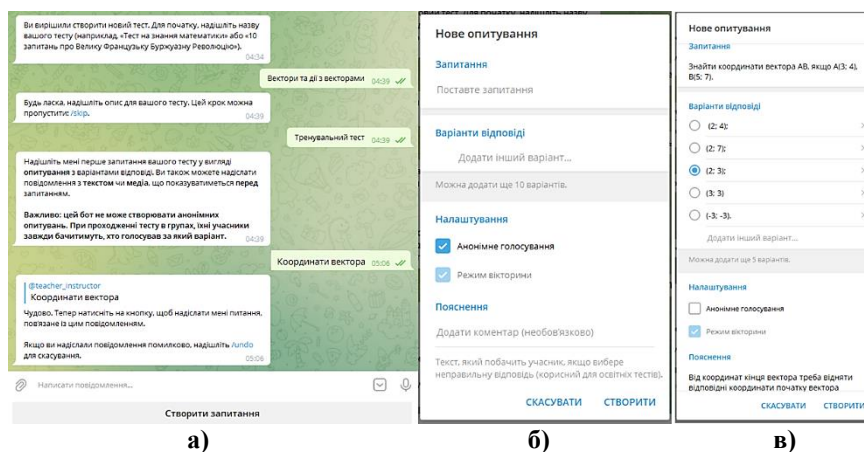 Ви вирішили створити новий тест. Для початку, надішліть назву
вашого тесту (наприклад, «Тест на знання математики» або «10
запитань про Велику Французьку Буржуазну Революцію»).
04:34
Вектори та дії з векторами 04:39
Будь ласка, надішліть опис для вашого тесту. Цей крок можна
пропустити: /skip.
04:39
Тренувальний тест 04:39
Надішліть мені перше запитання вашого тесту у вигляді
опитування з варіантами відповіді. Ви також можете надіслати
повідомлення з текстом чи медіа, що показуватиметься перед
запитанням.
Важливо: цей бот не може створювати анонімних
опитувань. При проходженні тесту в групах, їхні учасники
завжди бачитимуть, хто голосував за який варіант.
04:39
Координати вектора 05:06
@teacher_instructor
Координати вектора
Чудово. Тепер натисніть на кнопку, щоб надіслати мені питання,
пов'язане із цим повідомленням.
Якщо ви надіслали повідомлення помилково, надішліть /undo
для скасування.
05:06
Написати повідомлення...
Створити запитання
а)
Нове опитування
Запитання
Поставте запитання
Варіанти відповіді
Додати інший варіант...
Можна додати ще 10 варіантів.
Налаштування
Анонімне голосування
Режим вікторини
Пояснення
Додати коментар (необов'язково)
Текст, який побачить учасник, якщо вибере
неправильну відповідь (корисний для освітніх тестів).
СКАСУВАТИ СТВОРИТИ
б)
Нове опитування
Запитання
Знайти координати вектора АВ, якщо А(3; 4),
В(5; 7).
Варіанти відповіді
(2; 4);
(2; 7);
(2; 3);
(3; 3)
(-3; -3).
Додати інший варіант...
Можна додати ще 5 варіантів.
Налаштування
Анонімне голосування
Режим вікторини
Пояснення
Від координат кінця вектора треба відняти
відповідні координати початку вектора
СКАСУВАТИ СТВОРИТИ
в)